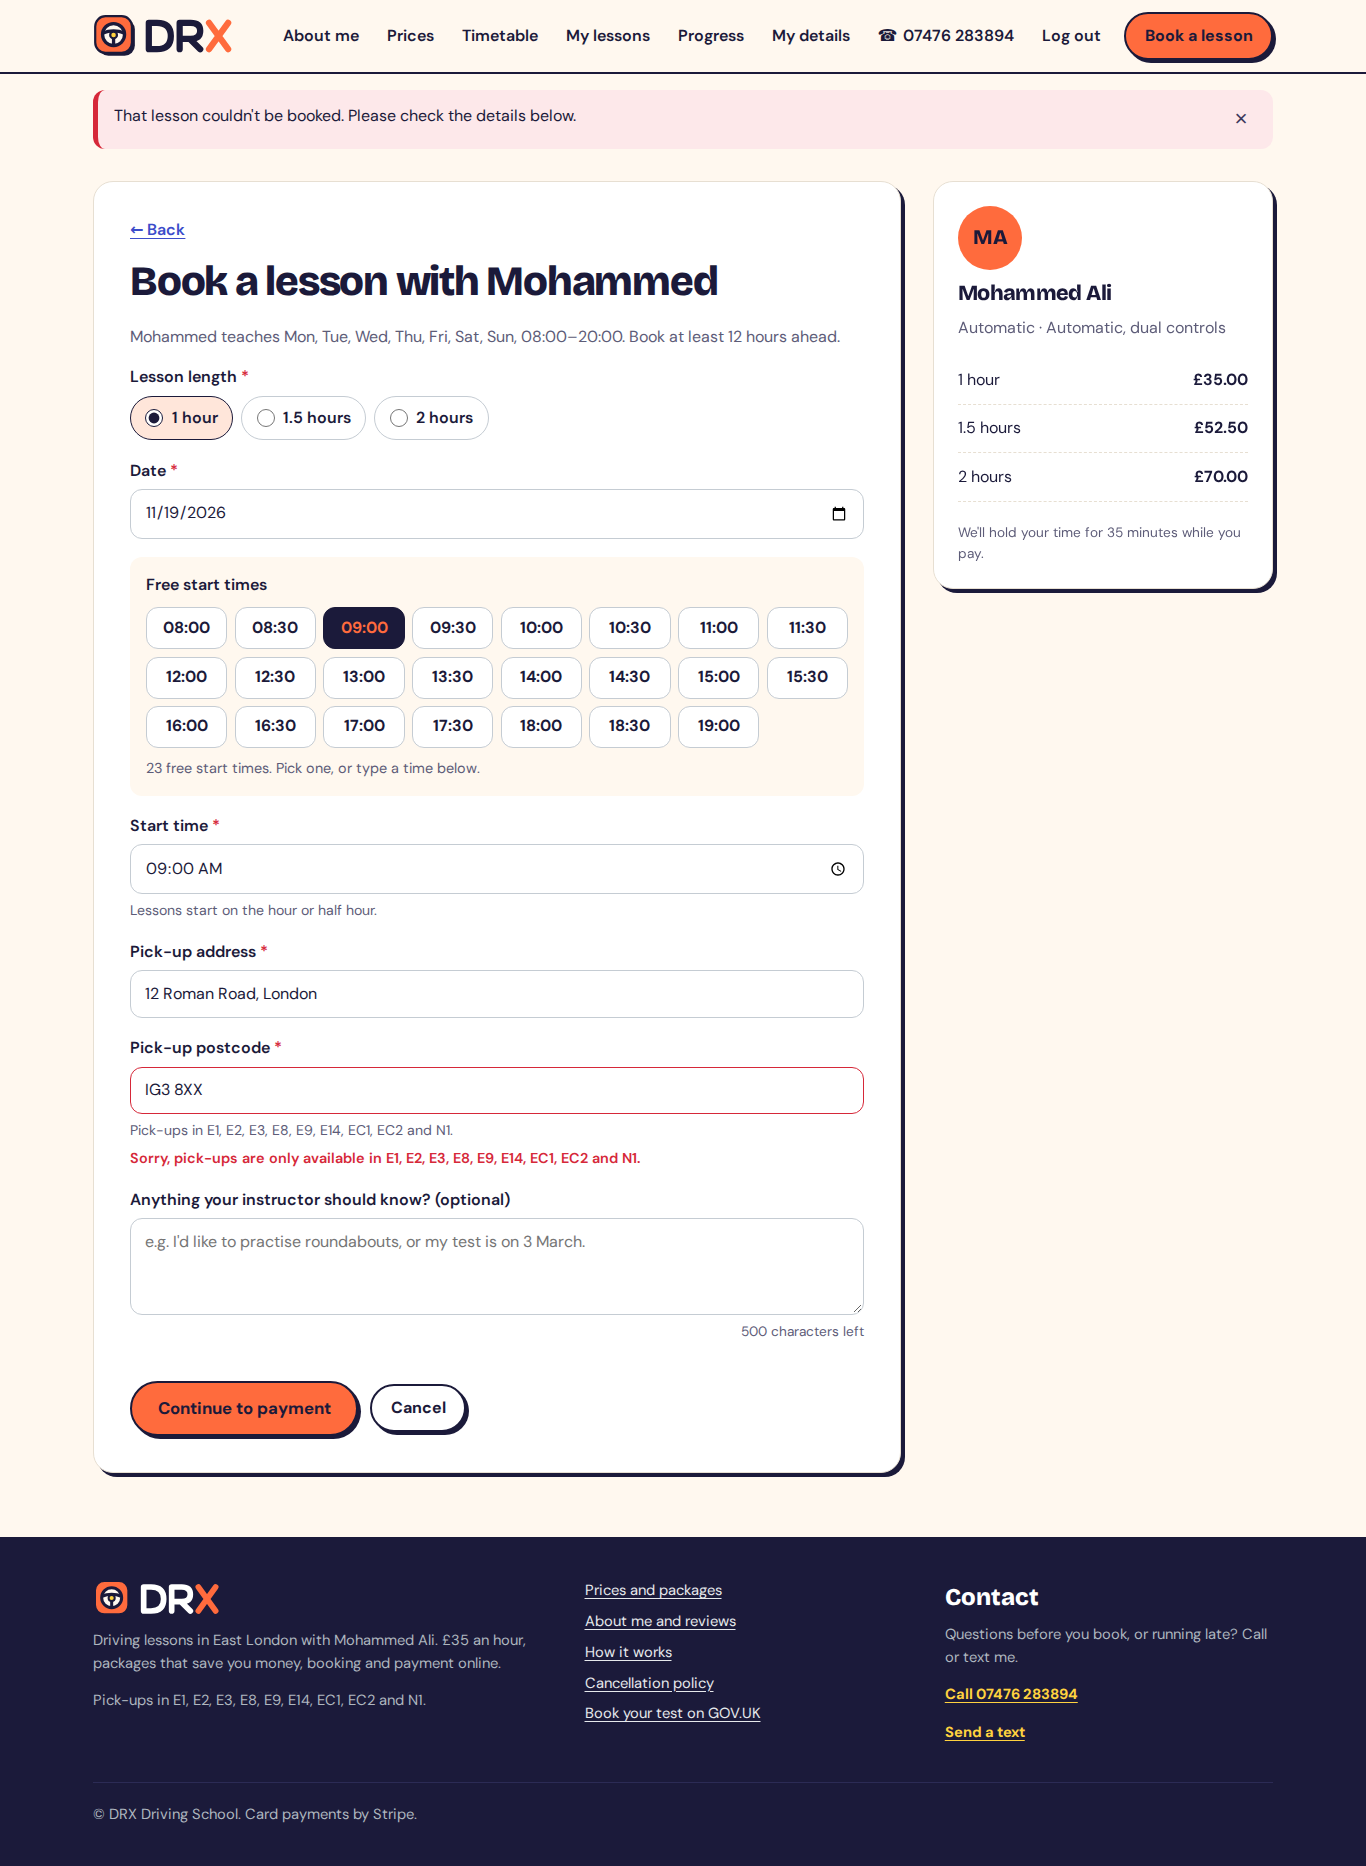 DRX
About me
Prices
Timetable
My lessons
Progress
My details
☎ 07476 283894
Log out
Book a lesson
That lesson couldn't be booked. Please check the details below.
×
← Back
Book a lesson with Mohammed
Mohammed teaches Mon, Tue, Wed, Thu, Fri, Sat, Sun, 08:00–20:00. Book at least 12 hours ahead.
Lesson length *
1 hour
1.5 hours
2 hours
Date *
11/19/2026
Free start times
08:00 08:30 09:00 09:30 10:00 10:30 11:00 11:30
12:00 12:30 13:00 13:30 14:00 14:30 15:00 15:30
16:00 16:30 17:00 17:30 18:00 18:30 19:00
23 free start times. Pick one, or type a time below.
Start time *
09:00 AM
Lessons start on the hour or half hour.
Pick-up address *
12 Roman Road, London
Pick-up postcode *
IG3 8XX
Pick-ups in E1, E2, E3, E8, E9, E14, EC1, EC2 and N1.
Sorry, pick-ups are only available in E1, E2, E3, E8, E9, E14, EC1, EC2 and N1.
Anything your instructor should know? (optional)
e.g. I'd like to practise roundabouts, or my test is on 3 March.
500 characters left
Continue to payment
Cancel
MA
Mohammed Ali
Automatic · Automatic, dual controls
1 hour £35.00
1.5 hours £52.50
2 hours £70.00
We'll hold your time for 35 minutes while you
pay.
DRX
Driving lessons in East London with Mohammed Ali. £35 an hour,
packages that save you money, booking and payment online.
Pick-ups in E1, E2, E3, E8, E9, E14, EC1, EC2 and N1.
Prices and packages
About me and reviews
How it works
Cancellation policy
Book your test on GOV.UK
Contact
Questions before you book, or running late? Call
or text me.
Call 07476 283894
Send a text
© DRX Driving School. Card payments by Stripe.